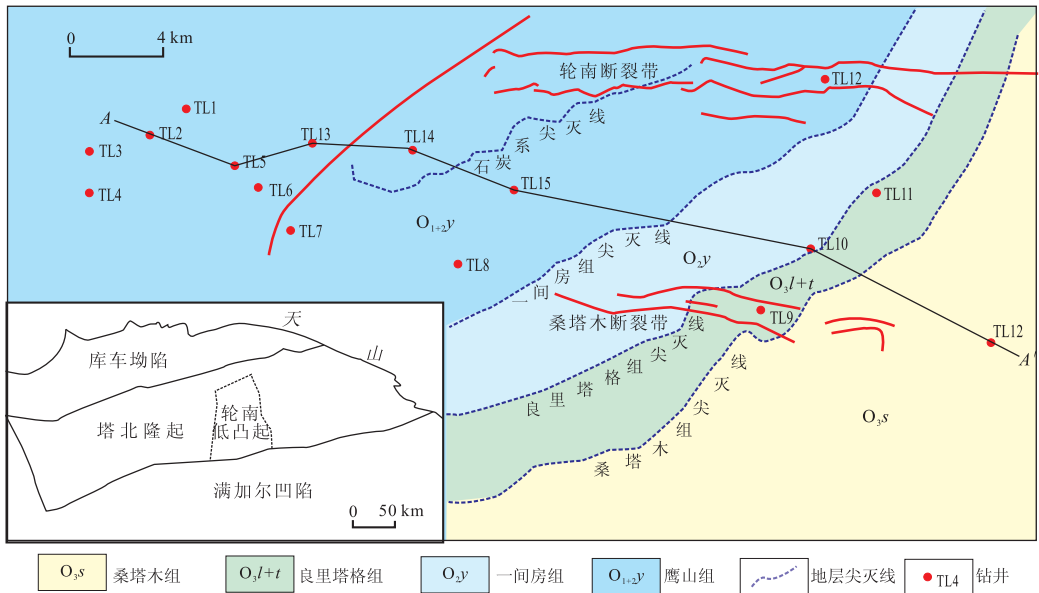 0 4 km
轮南断裂带
TL12
TL1
A
TL2
TL13
TL14
TL3
TL5
石炭系尖灭线
TL4
TL6
TL15
TL11
TL7
O1+2y
TL8
TL10
一间房组尖灭线
O2y
O3l+t
桑塔木断裂带
TL9
TL12
A'
良里塔格组尖灭线
O3s
桑塔木组尖灭线
天山
库车坳陷
塔北隆起
轮南
低凸起
满加尔凹陷
0 50 km
O3s 桑塔木组
O3l+t 良里塔格组
O2y 一间房组
O1+2y 鹰山组
地层尖灭线
TL4 钻井